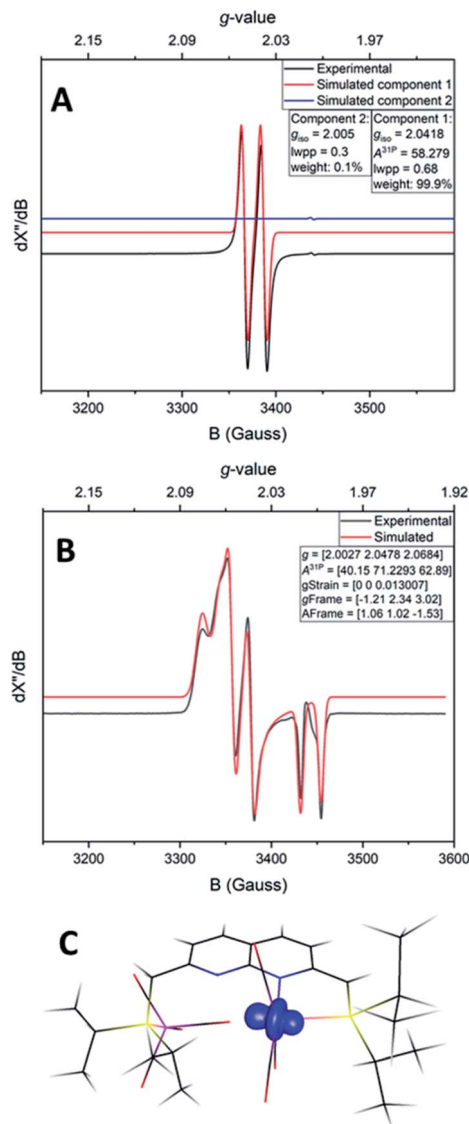 g-value
2.15 2.09 2.03 1.97
A
Experimental
Simulated component 1
Simulated component 2
Component 2:
g iso = 2.005
lwpp = 0.3
weight: 0.1%
Component 1:
g iso = 2.0418
A 31P = 58.279
lwpp = 0.68
weight: 99.9%
dX"/dB
3200 3300 3400 3500
B (Gauss)
g-value
2.15 2.09 2.03 1.97 1.92
B
Experimental
Simulated
g = [2.0027 2.0478 2.0684]
A 31P = [40.15 71.2293 62.89]
gStrain = [0 0 0.013007]
gFrame = [-1.21 2.34 3.02]
AFrame = [1.06 1.02 -1.53]
dX"/dB
3200 3300 3400 3500 3600
B (Gauss)
C